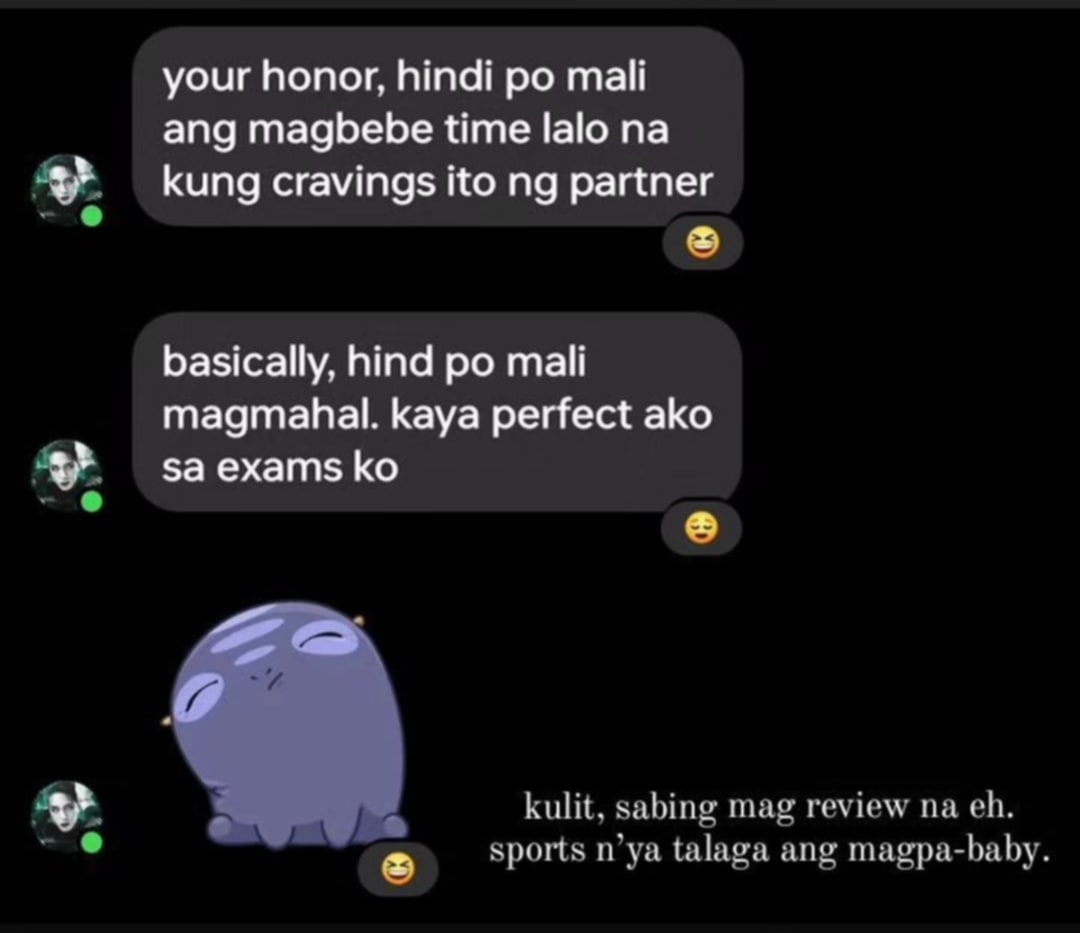 your honor, hindi po mali
ang magbebe time lalo na
kung cravings ito ng partner
basically, hind po mali
magmahal. kaya perfect ako
sa exams ko
kulit, sabing mag review na eh.
sports n’ya talaga ang magpa-baby.